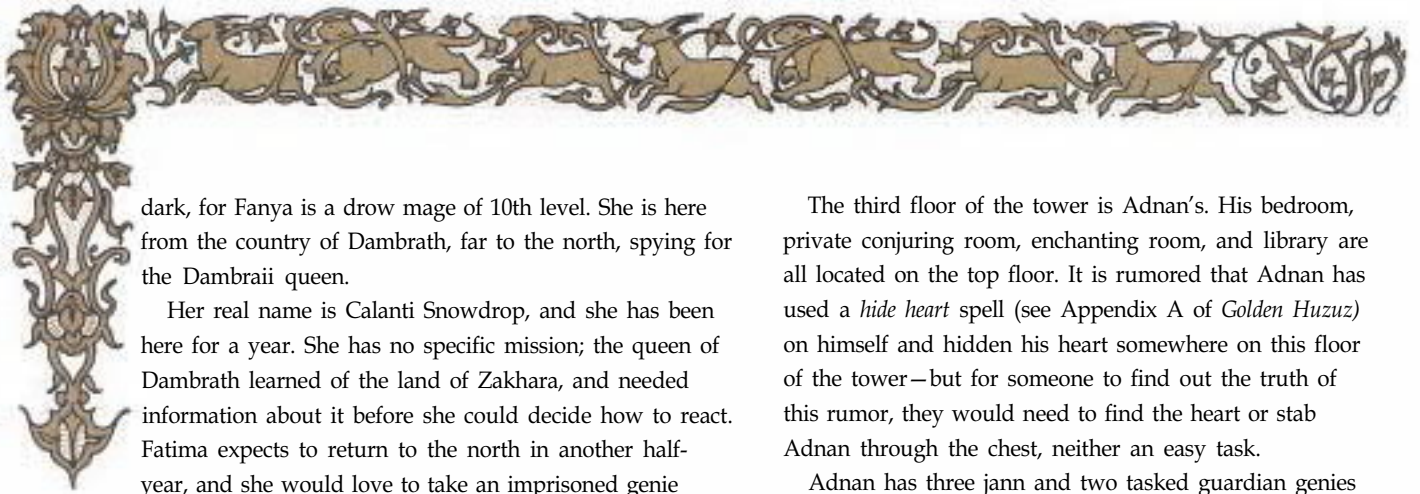 dark, for Fanya is a drow mage of 10th level. She is here
from the country of Dambrath, far to the north, spying for
the Dambraii queen.
Her real name is Calanti Snowdrop, and she has been
here for a year. She has no specific mission; the queen of
Dambrath learned of the land of Zakhara, and needed
information about it before she could decide how to react.
Fatima expects to return to the north in another half-
year, and she would love to take an imprisoned genie
The third floor of the tower is Adnan’s. His bedroom,
private conjuring room, enchanting room, and library are
all located on the top floor. It is rumored that Adnan has
used a hide heart spell (see Appendix A of Golden Huzuz)
on himself and hidden his heart somewhere on this floor
of the tower—but for someone to find out the truth of
this rumor, they would need to find the heart or stab
Adnan through the chest, neither an easy task.
Adnan has three jann and two tasked guardian genies